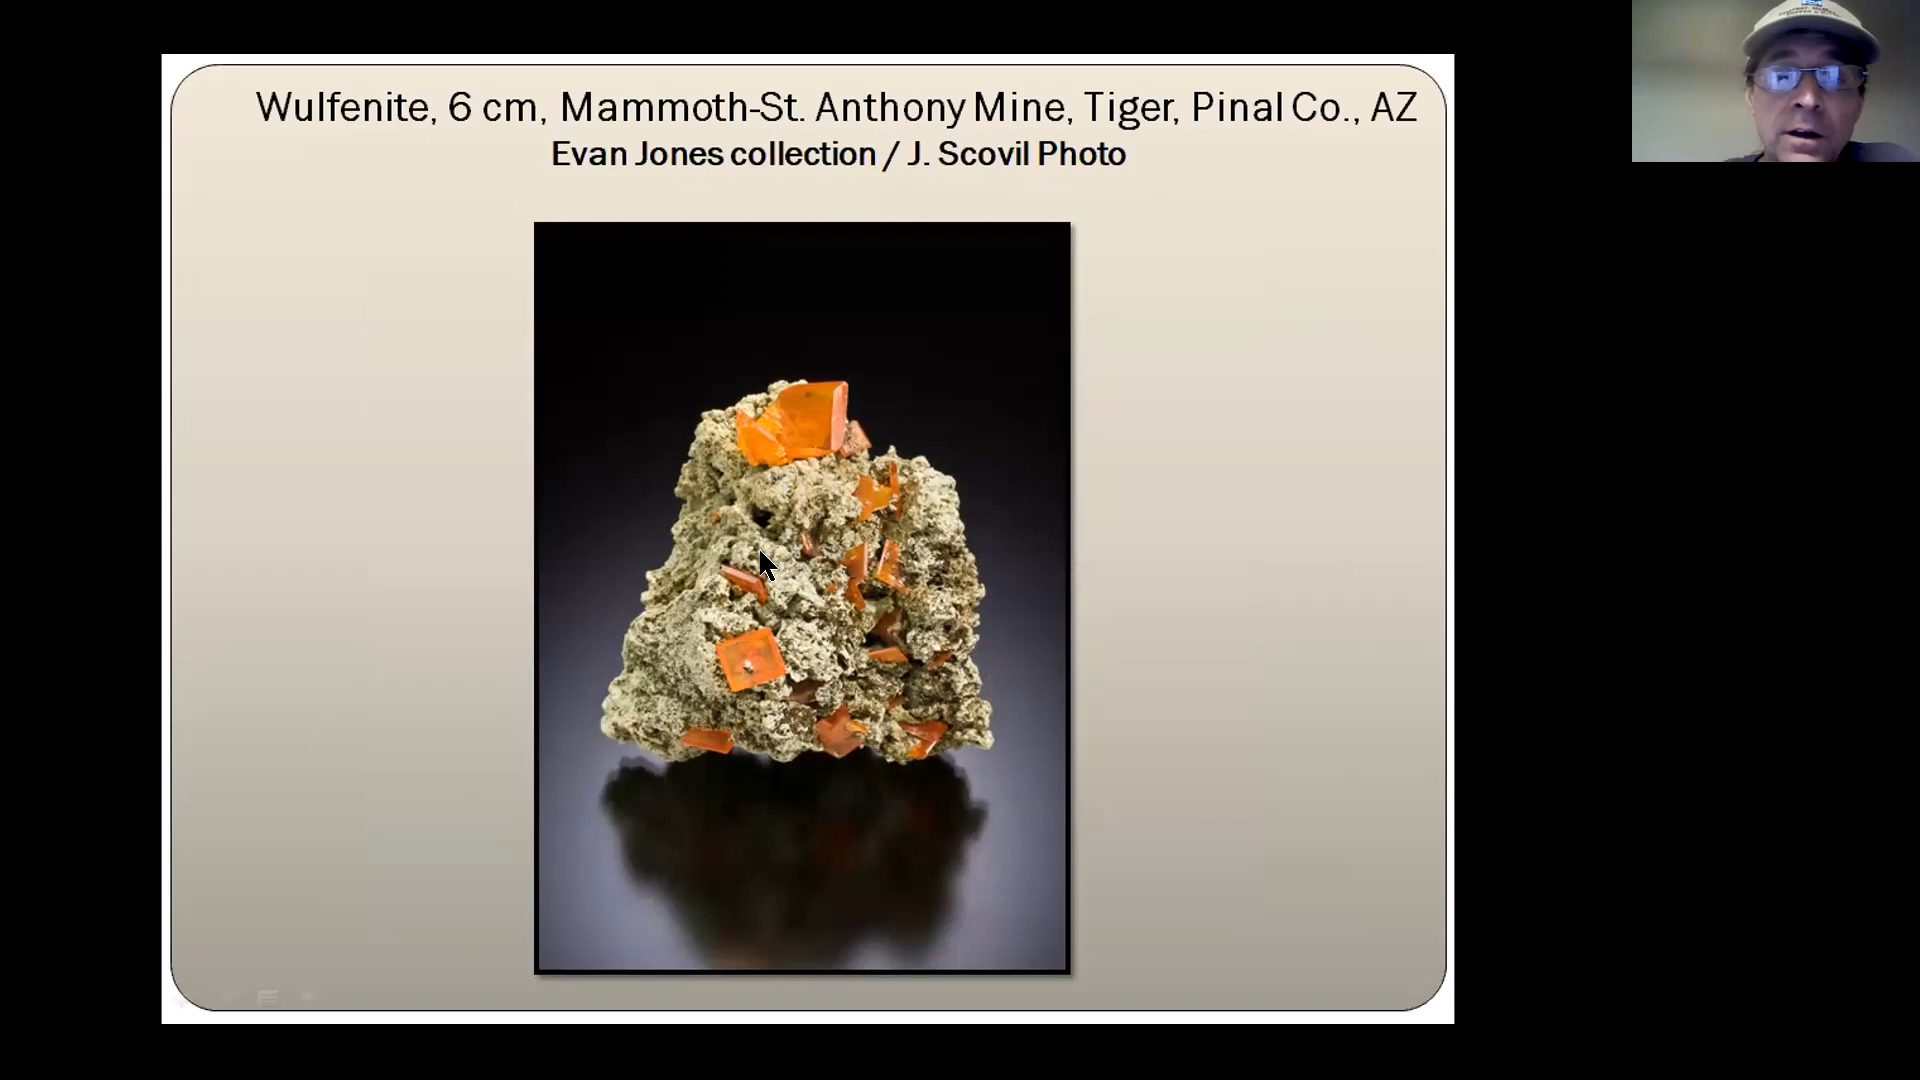 Wulfenite, 6 cm, Mammoth-St. Anthony Mine, Tiger, Pinal Co., AZ
Evan Jones collection / J. Scovil Photo